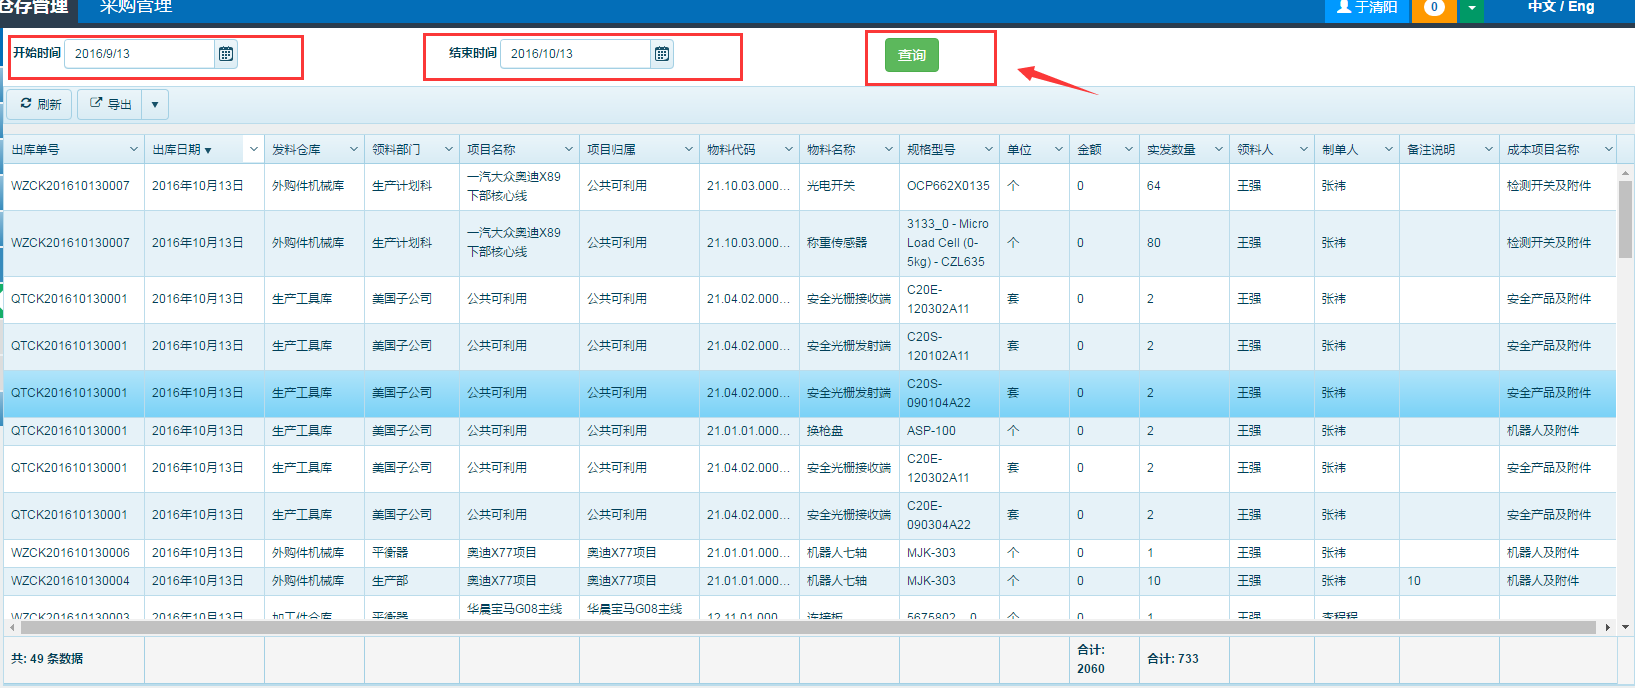 仓存管理 采购管理 于清阳 0 中文 / Eng
开始时间 2016/9/13 结束时间 2016/10/13 查询
刷新 导出
出库单号 出库日期 发料仓库 领料部门 项目名称 项目归属 物料代码 物料名称 规格型号 单位 金额 实发数量 领料人 制单人 备注说明 成本项目名称
WZCK201610130007 2016年10月13日 外购件机械库 生产计划科 一汽大众奥迪X89 公共可利用 21.10.03.000... 光电开关 OCP662X0135 个 0 64 王强 张祎 检测开关及附件
下部核心线
WZCK201610130007 2016年10月13日 外购件机械库 生产计划科 一汽大众奥迪X89 公共可利用 21.10.03.000... 称重传感器 3133_0 - Micro 个 0 80 王强 张祎 检测开关及附件
下部核心线 Load Cell (0-
5kg) - CZL635
QTCK201610130001 2016年10月13日 生产工具库 美国子公司 公共可利用 公共可利用 21.04.02.000... 安全光栅接收端 C20E- 套 0 2 王强 张祎 安全产品及附件
120302A11
QTCK201610130001 2016年10月13日 生产工具库 美国子公司 公共可利用 公共可利用 21.04.02.000... 安全光栅发射端 C20S- 套 0 2 王强 张祎 安全产品及附件
120102A11
QTCK201610130001 2016年10月13日 生产工具库 美国子公司 公共可利用 公共可利用 21.04.02.000... 安全光栅发射端 C20S- 套 0 2 王强 张祎 安全产品及附件
090104A22
QTCK201610130001 2016年10月13日 生产工具库 美国子公司 公共可利用 公共可利用 21.01.01.000... 换枪盘 ASP-100 个 0 2 王强 张祎 机器人及附件
QTCK201610130001 2016年10月13日 生产工具库 美国子公司 公共可利用 公共可利用 21.04.02.000... 安全光栅接收端 C20E- 套 0 2 王强 张祎 安全产品及附件
120302A11
QTCK201610130001 2016年10月13日 生产工具库 美国子公司 公共可利用 公共可利用 21.04.02.000... 安全光栅接收端 C20E- 套 0 2 王强 张祎 安全产品及附件
090304A22
WZCK201610130006 2016年10月13日 外购件机械库 平衡器 奥迪X77项目 奥迪X77项目 21.01.01.000... 机器人七轴 MJK-303 个 0 1 王强 张祎 机器人及附件
WZCK201610130004 2016年10月13日 外购件机械库 生产部 奥迪X77项目 奥迪X77项目 21.01.01.000... 机器人七轴 MJK-303 个 0 10 王强 张祎 10 机器人及附件
WZCK201610130003 2016年10月13日 加工件仓库 平衡器 华晨宝马G08主线 华晨宝马G08主线 12.11.01.000... 连接板 5675802__0 个 0 1 王强 李程程
共: 49 条数据 合计: 2060 合计: 733